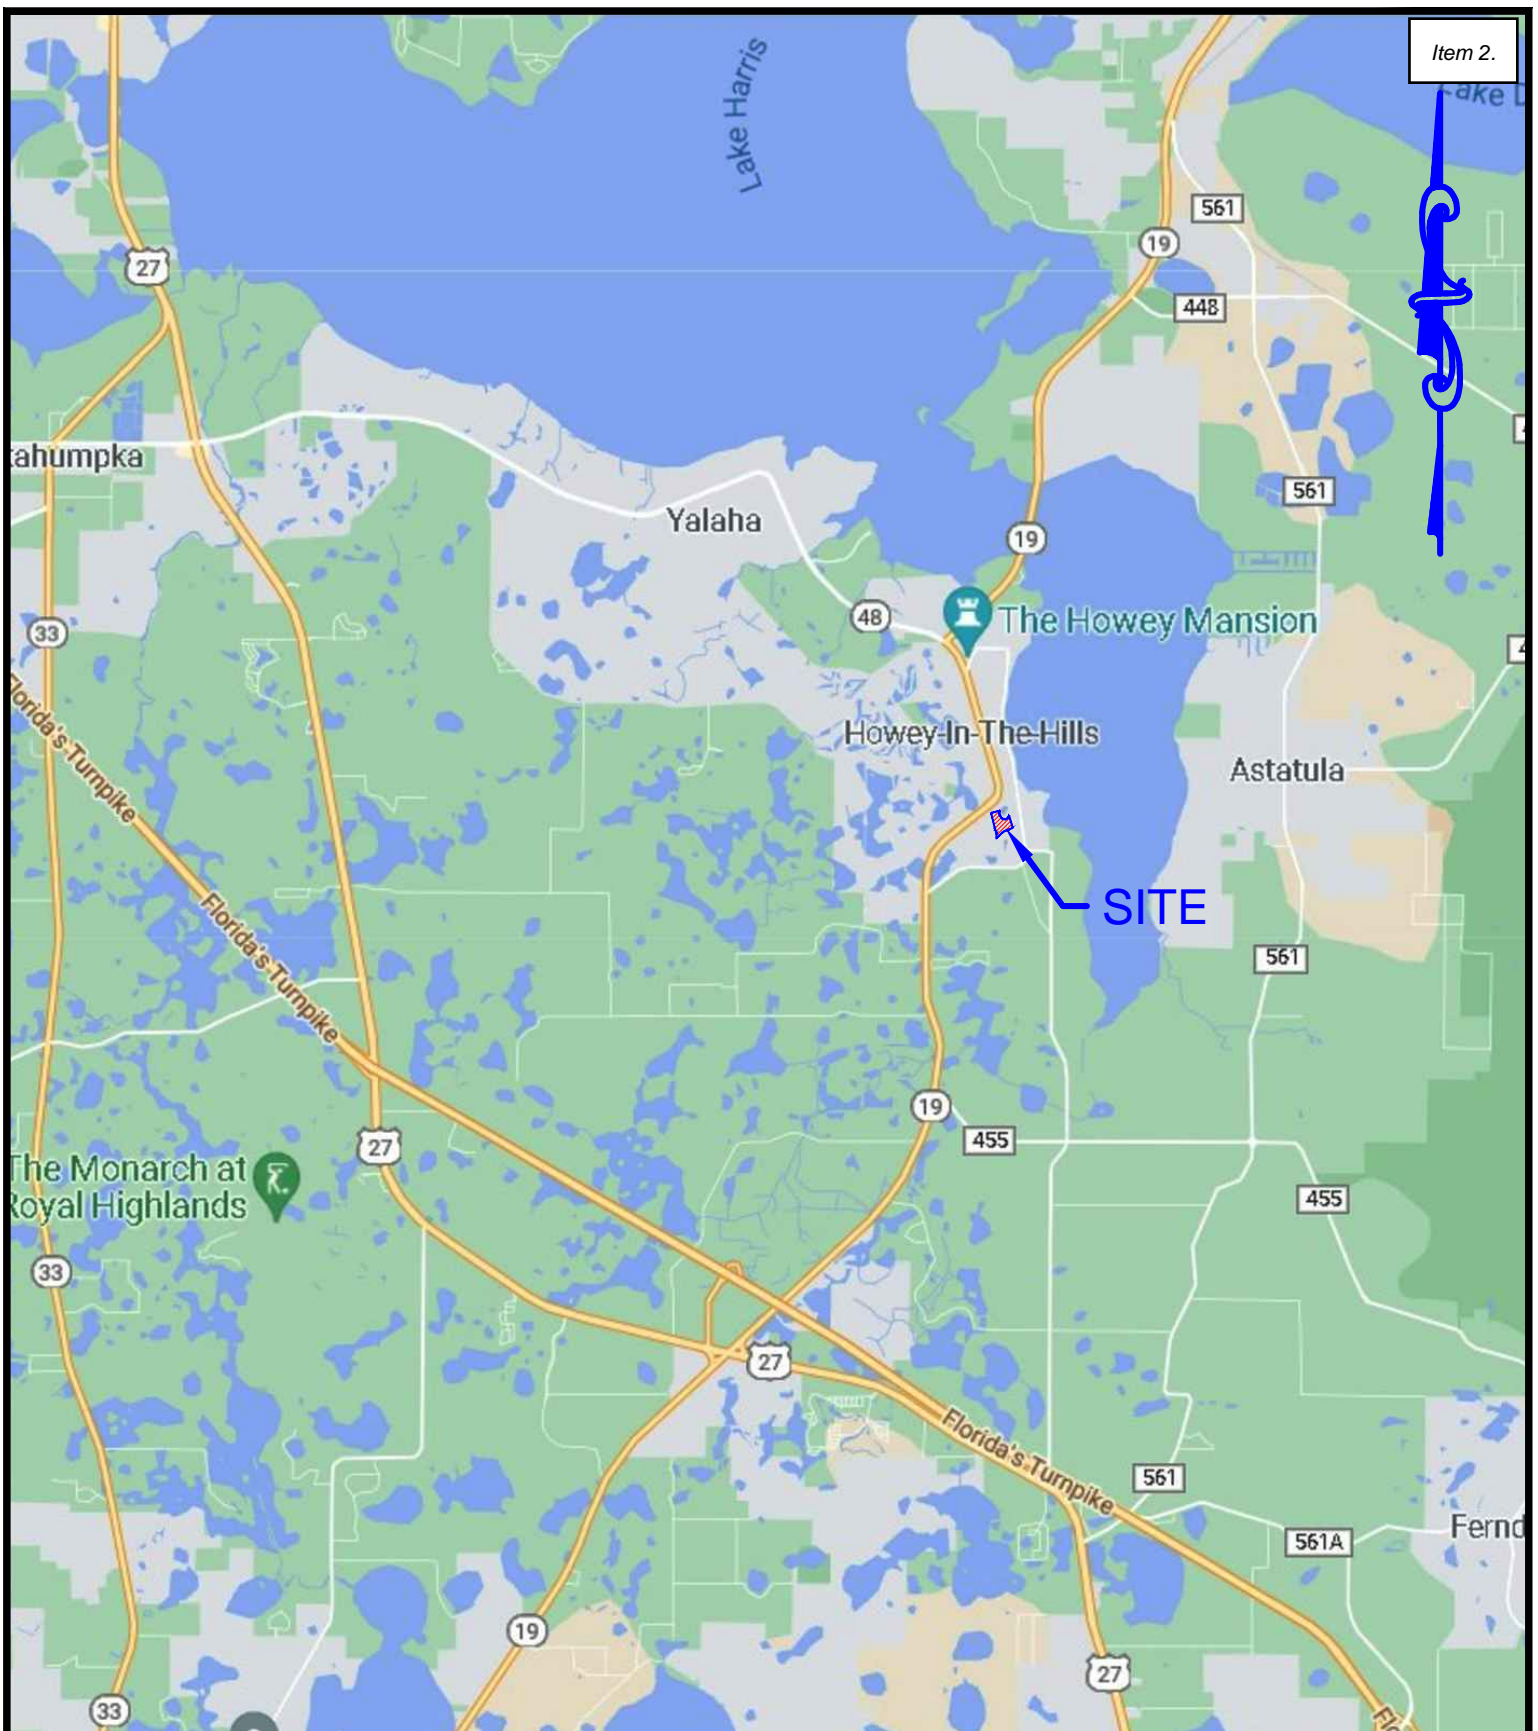 Item 2.
Lake Harris
Lake D
561
19
27
448
ahumpka
561
Yalaha
19
48
The Howey Mansion
33
Florida's Turnpike
Howey-In-The-Hills
Astatula
SITE
Florida's Turnpike
561
19
455
27
The Monarch at
Royal Highlands
455
33
27
Florida's Turnpike
561
561A
Fernd
19
27
33
Flo